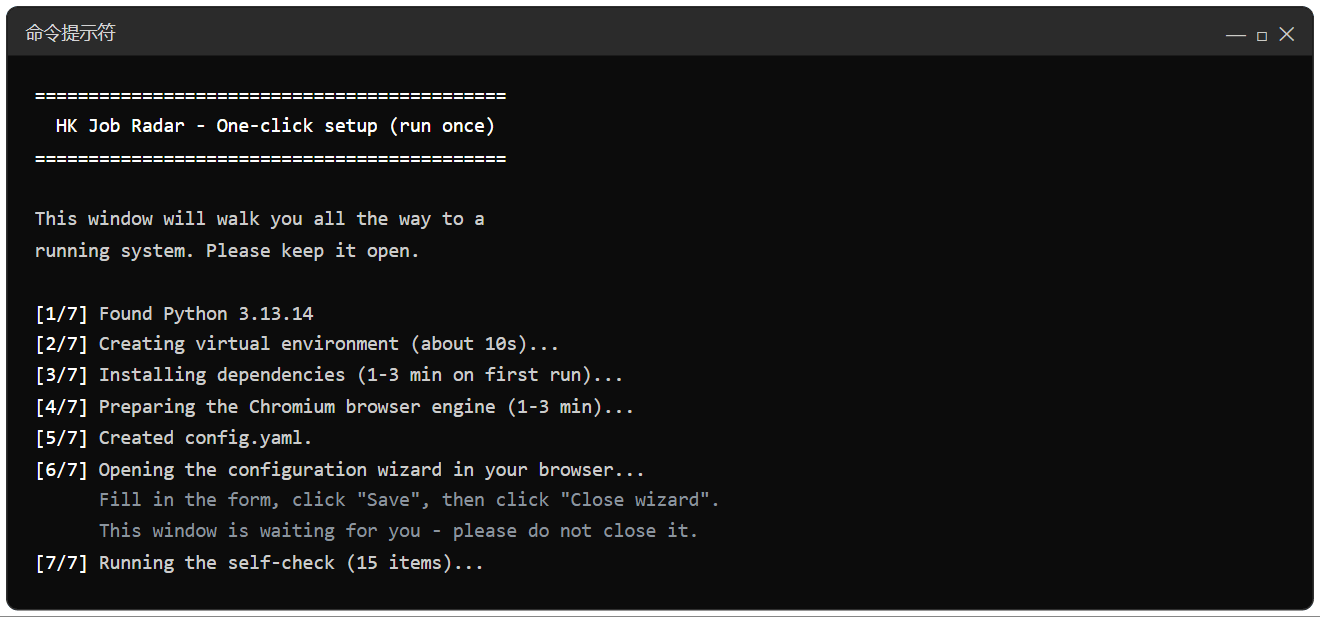 命令提示符
============================================
HK Job Radar - One-click setup (run once)
============================================
This window will walk you all the way to a
running system. Please keep it open.
[1/7] Found Python 3.13.14
[2/7] Creating virtual environment (about 10s)...
[3/7] Installing dependencies (1-3 min on first run)...
[4/7] Preparing the Chromium browser engine (1-3 min)...
[5/7] Created config.yaml.
[6/7] Opening the configuration wizard in your browser...
Fill in the form, click "Save", then click "Close wizard".
This window is waiting for you - please do not close it.
[7/7] Running the self-check (15 items)...